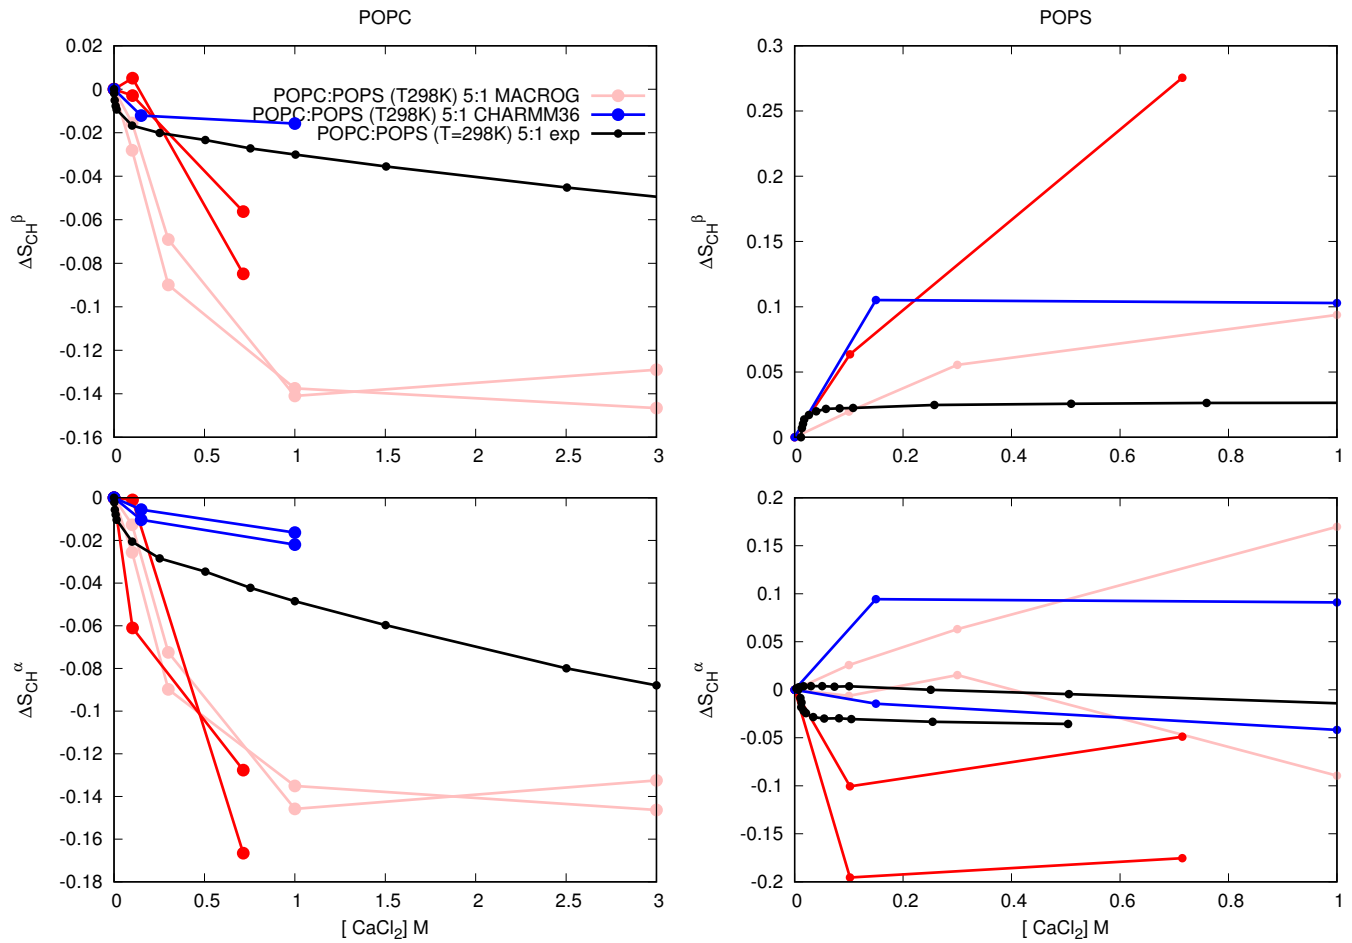 POPC
POPS
0.02
0
-0.02
-0.04
-0.06
-0.08
-0.1
-0.12
-0.14
-0.16
ΔS_CH^β
POPC:POPS (T298K) 5:1 MACROG
POPC:POPS (T298K) 5:1 CHARMM36
POPC:POPS (T=298K) 5:1 exp
0 0.5 1 1.5 2 2.5 3
0.3
0.25
0.2
0.15
0.1
0.05
0
ΔS_CH^β
0 0.2 0.4 0.6 0.8 1
0
-0.02
-0.04
-0.06
-0.08
-0.1
-0.12
-0.14
-0.16
-0.18
ΔS_CH^α
0 0.5 1 1.5 2 2.5 3
[ CaCl₂] M
0.2
0.15
0.1
0.05
0
-0.05
-0.1
-0.15
-0.2
ΔS_CH^α
0 0.2 0.4 0.6 0.8 1
[ CaCl₂] M